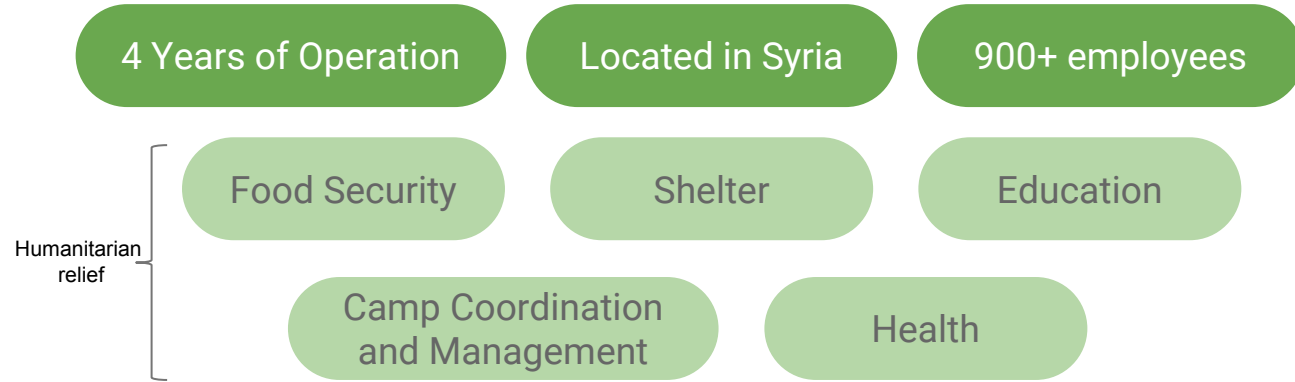 4 Years of Operation
Located in Syria
900+ employees
Food Security
Shelter
Education
Humanitarian
relief
Camp Coordination
and Management
Health